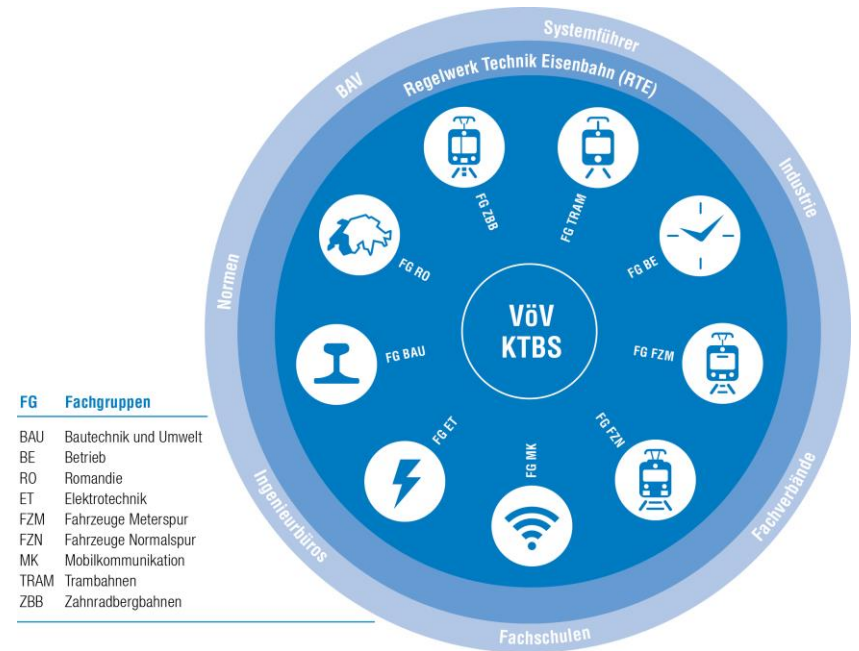 Systemführer
BAV
Regelwerk Technik Eisenbahn (RTE)
Industrie
Normen
FG ZBB
FG TRAM
FG RO
FG BE
VöV
KTBS
FG BAU
FG FZM
FG ET
FG MK
FG FZN
Ingenieurbüros
Fachverbände
Fachschulen
FG Fachgruppen
BAU Bautechnik und Umwelt
BE Betrieb
RO Romandie
ET Elektrotechnik
FZM Fahrzeuge Meterspur
FZN Fahrzeuge Normalspur
MK Mobilkommunikation
TRAM Trambahnen
ZBB Zahnradbergbahnen